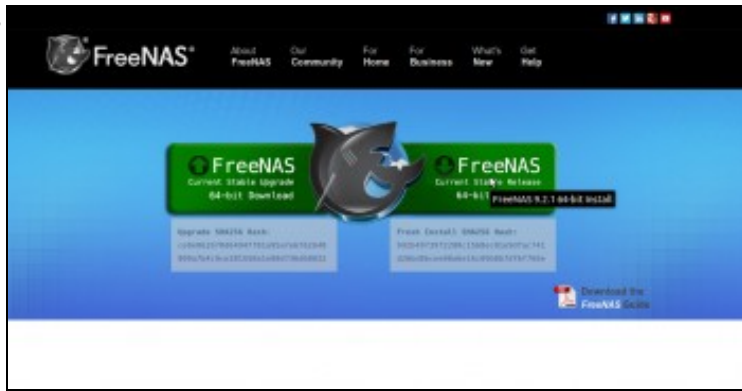 FreeNAS®
About FreeNAS
Our Community
For Home
For Business
What's New
Get Help
FreeNAS
Current Stable Upgrade
64-bit Download
FreeNAS
Current Stable Release
64-bit
FreeNAS 9.2.1 64-bit Install
Upgrade SHA256 Hash:
Fresh Install SHA256 Hash:
Download the
FreeNAS Guide